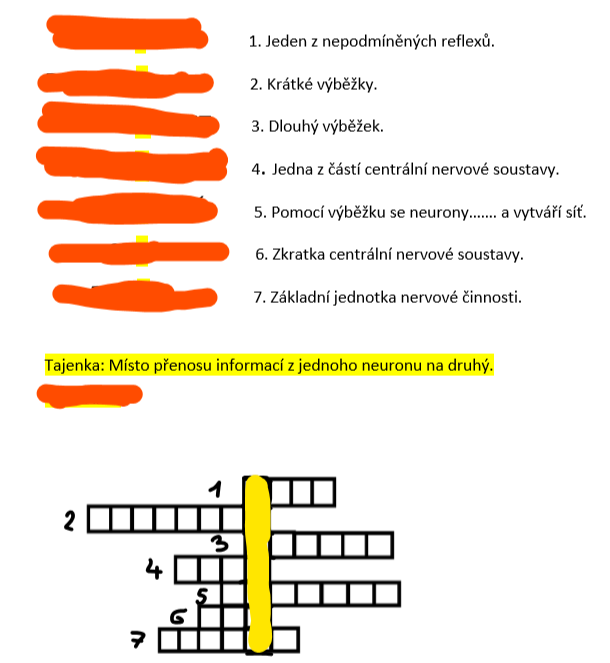 1. Jeden z nepodmíněných reflexů.
2. Krátké výběžky.
3. Dlouhý výběžek.
4. Jedna z částí centrální nervové soustavy.
5. Pomocí výběžku se neurony....... a vytváří síť.
6. Zkratka centrální nervové soustavy.
7. Základní jednotka nervové činnosti.
Tajenka: Místo přenosu informací z jednoho neuronu na druhý.
1
2
3
4
5
6
7